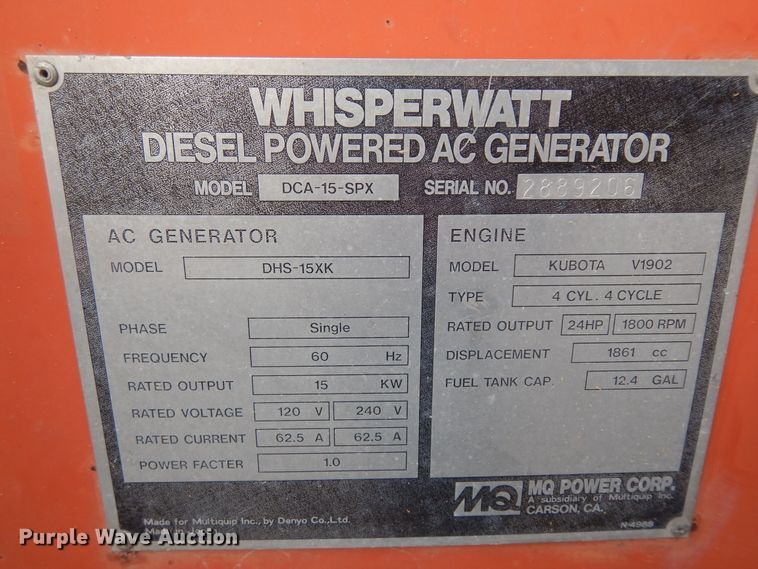 WHISPERWATT
DIESEL POWERED AC GENERATOR
MODEL DCA-15-SPX SERIAL NO. 2889206
AC GENERATOR
MODEL DHS-15XK
PHASE Single
FREQUENCY 60 Hz
RATED OUTPUT 15 KW
RATED VOLTAGE 120 V 240 V
RATED CURRENT 62.5 A 62.5 A
POWER FACTER 1.0
ENGINE
MODEL KUBOTA V1902
TYPE 4 CYL. 4 CYCLE
RATED OUTPUT 24HP 1800 RPM
DISPLACEMENT 1861 cc
FUEL TANK CAP. 12.4 GAL
Made for Multiquip Inc., by Denyo Co., Ltd.
Made in
MQ MQ POWER CORP.
A subsidiary of Multiquip Inc.
CARSON, CA.
N-4988
Purple Wave Auction